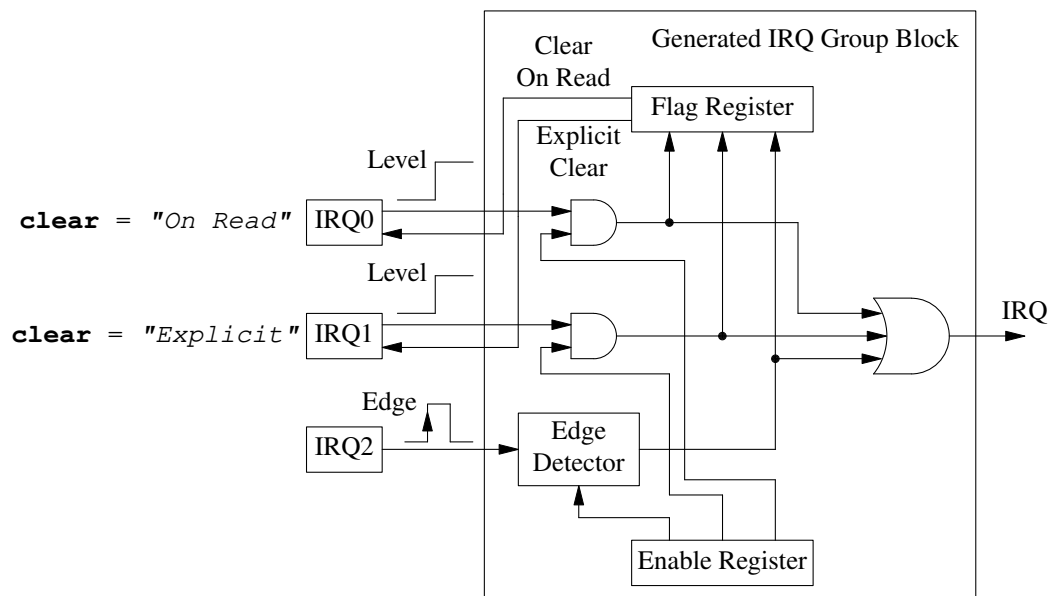 Generated IRQ Group Block
Clear
On Read
Flag Register
Explicit
Clear
Level
clear = "On Read"
IRQ0
Level
clear = "Explicit"
IRQ1
IRQ
Edge
IRQ2
Edge
Detector
Enable Register